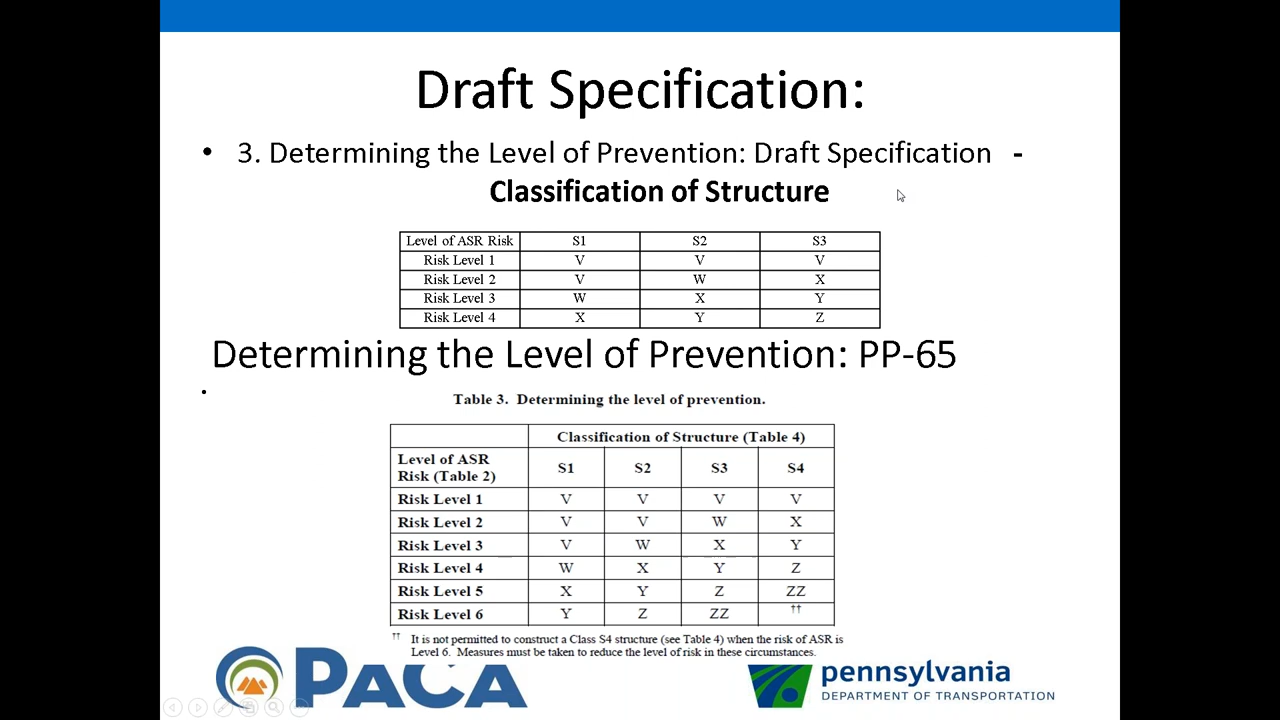 Draft Specification:
• 3. Determining the Level of Prevention: Draft Specification -
Classification of Structure
Level of ASR Risk S1 S2 S3
Risk Level 1 V V V
Risk Level 2 V W X
Risk Level 3 W X Y
Risk Level 4 X Y Z
Determining the Level of Prevention: PP-65
•
Table 3. Determining the level of prevention.
Classification of Structure (Table 4)
Level of ASR
Risk (Table 2) S1 S2 S3 S4
Risk Level 1 V V V V
Risk Level 2 V V W X
Risk Level 3 V W X Y
Risk Level 4 W X Y Z
Risk Level 5 X Y Z ZZ
Risk Level 6 Y Z ZZ ††
†† It is not permitted to construct a Class S4 structure (see Table 4) when the risk of ASR is
Level 6. Measures must be taken to reduce the level of risk in these circumstances.
PACA
pennsylvania
DEPARTMENT OF TRANSPORTATION